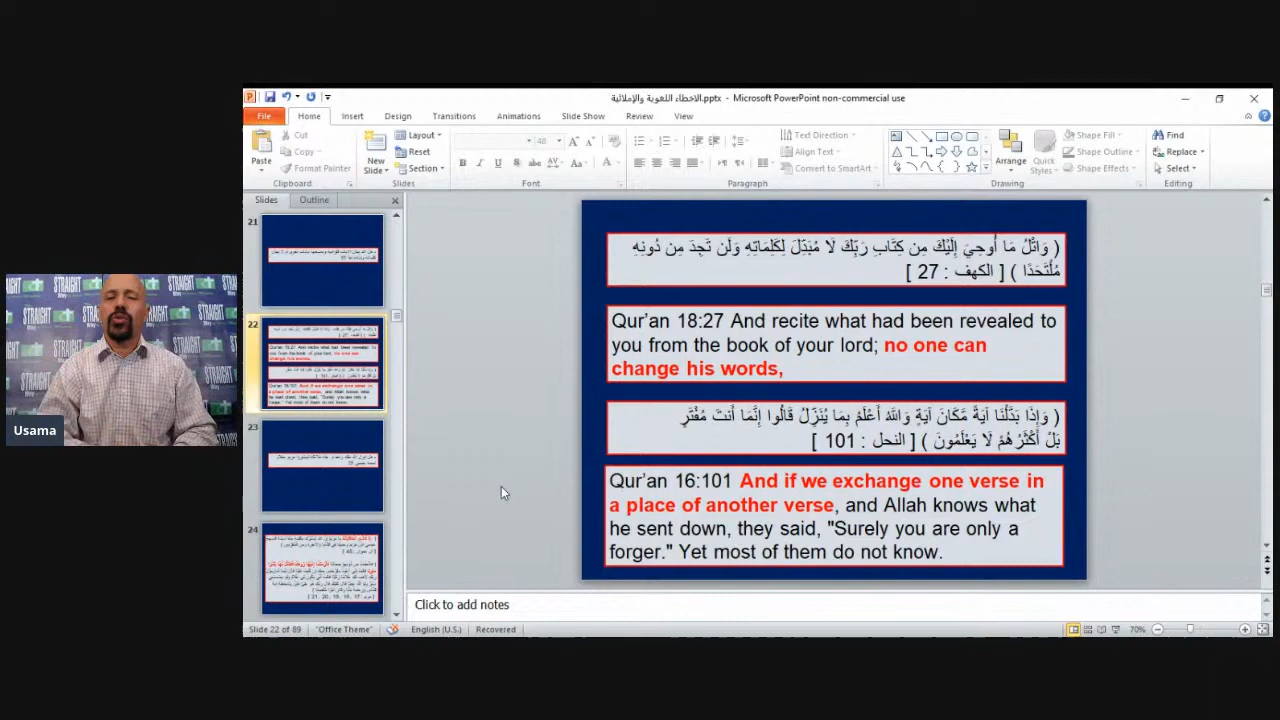 الاخطاء اللغوية والإملائية.pptx - Microsoft PowerPoint non-commercial use
File Home Insert Design Transitions Animations Slide Show Review View
Paste
Cut
Copy
Format Painter
Clipboard
New Slide
Layout
Reset
Section
Slides
48
Font
Paragraph
Text Direction
Align Text
Convert to SmartArt
Arrange
Quick Styles
Shape Fill
Shape Outline
Shape Effects
Drawing
Find
Replace
Select
Editing
Slides Outline
21
22
23
24
( وَاتْلُ مَا أُوحِيَ إِلَيْكَ مِن كِتَابِ رَبِّكَ لَا مُبَدِّلَ لِكَلِمَاتِهِ وَلَن تَجِدَ مِن دُونِهِ
مُلْتَحَدًا ) [ الكهف : 27 ]
Qur’an 18:27 And recite what had been revealed to
you from the book of your lord; no one can
change his words,
( وَإِذَا بَدَّلْنَا آيَةً مَّكَانَ آيَةٍ وَاللَّهُ أَعْلَمُ بِمَا يُنَزِّلُ قَالُوا إِنَّمَا أَنتَ مُفْتَرٍ
بَلْ أَكْثَرُهُمْ لَا يَعْلَمُونَ ) [ النحل : 101 ]
Qur’an 16:101 And if we exchange one verse in
a place of another verse, and Allah knows what
he sent down, they said, "Surely you are only a
forger." Yet most of them do not know.
Usama
Click to add notes
Slide 22 of 89 "Office Theme" English (U.S.) Recovered 70%